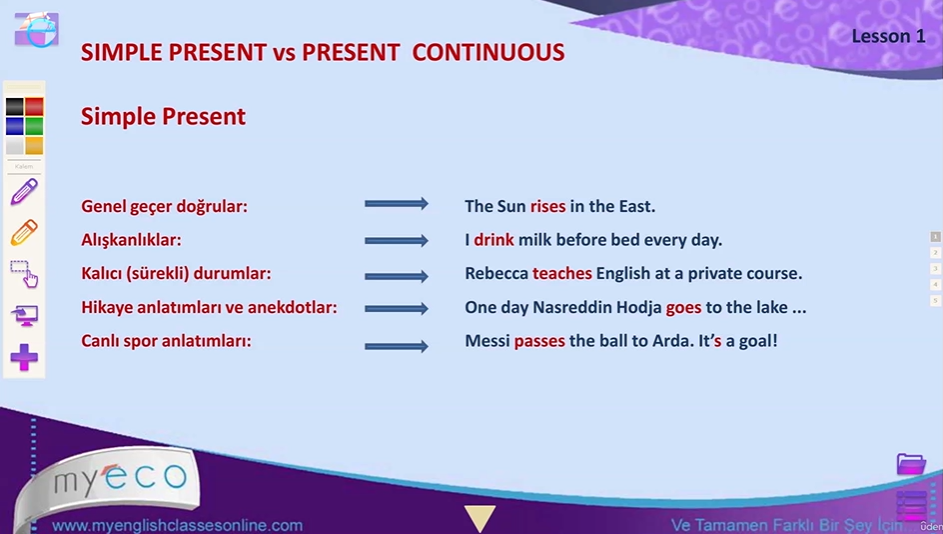 Lesson 1
SIMPLE PRESENT vs PRESENT CONTINUOUS
Simple Present
Kalem
Genel geçer doğrular: The Sun rises in the East.
Alışkanlıklar: I drink milk before bed every day.
Kalıcı (sürekli) durumlar: Rebecca teaches English at a private course.
Hikaye anlatımları ve anekdotlar: One day Nasreddin Hodja goes to the lake ...
Canlı spor anlatımları: Messi passes the ball to Arda. It’s a goal!
1
2
3
4
5
myeco
www.myenglishclassesonline.com
Ve Tamamen Farklı Bir Şey İçin...